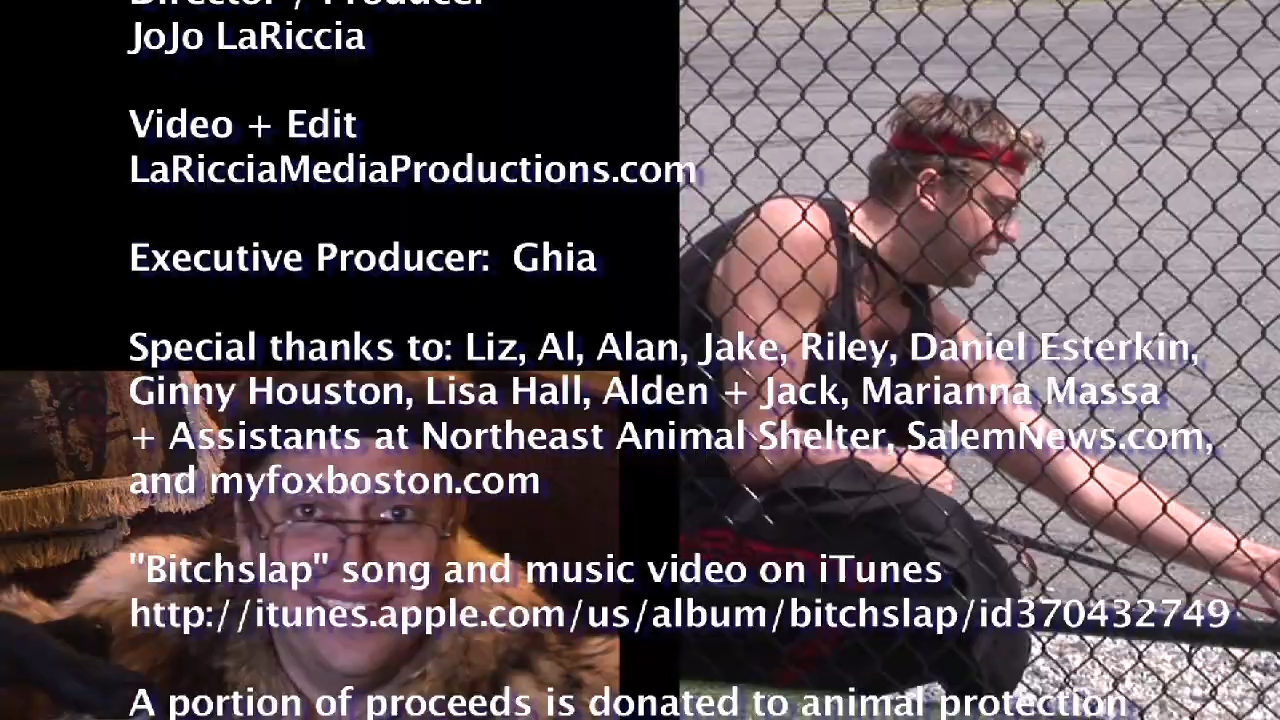 Director / Producer
JoJo LaRiccia
Video + Edit
LaRicciaMediaProductions.com
Executive Producer:  Ghia
Special thanks to: Liz, Al, Alan, Jake, Riley, Daniel Esterkin,
Ginny Houston, Lisa Hall, Alden + Jack, Marianna Massa
+ Assistants at Northeast Animal Shelter, SalemNews.com,
and myfoxboston.com
"Bitchslap" song and music video on iTunes
http://itunes.apple.com/us/album/bitchslap/id370432749
A portion of proceeds is donated to animal protection